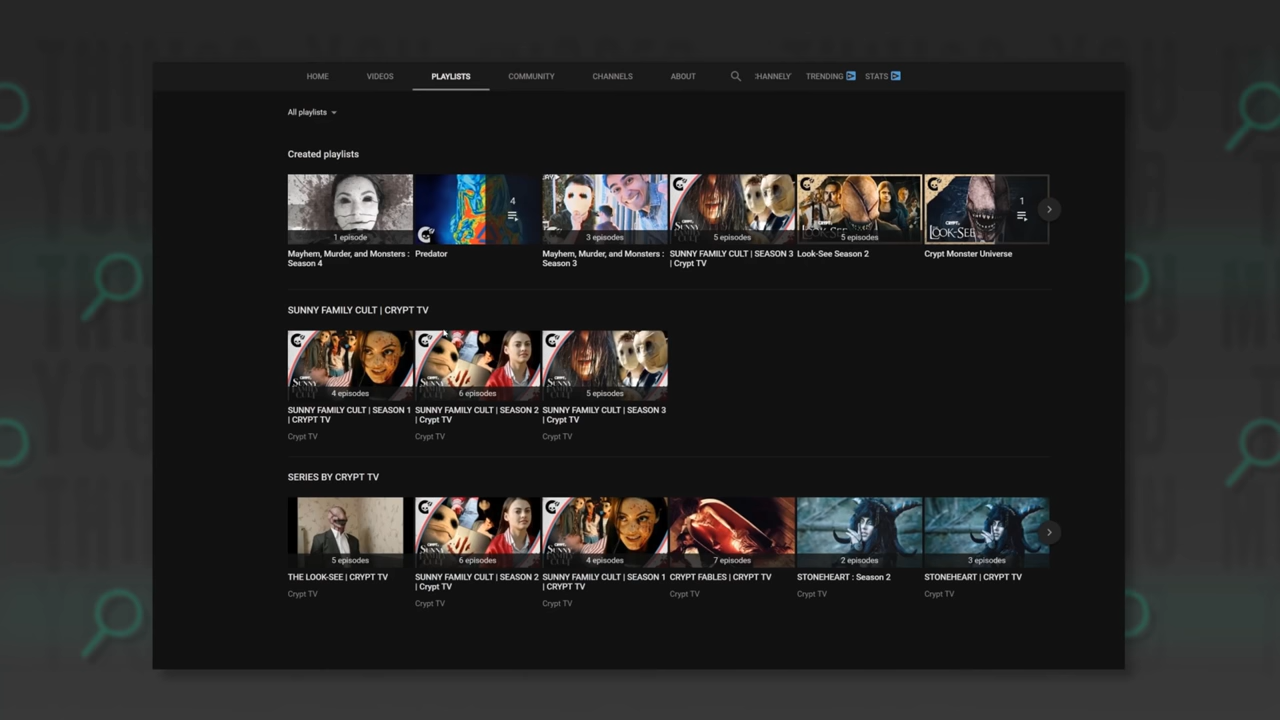 HOME VIDEOS PLAYLISTS COMMUNITY CHANNELS ABOUT CHANNELY TRENDING STATS
All playlists
Created playlists
1 episode 4 3 episodes 5 episodes 5 episodes 1
LOOK-SEE
Mayhem, Murder, and Monsters : Predator Mayhem, Murder, and Monsters : SUNNY FAMILY CULT | SEASON 3 Look-See Season 2 Crypt Monster Universe
Season 4 Season 3 | Crypt TV
SUNNY FAMILY CULT | CRYPT TV
4 episodes 6 episodes 5 episodes
SUNNY FAMILY CULT | SEASON 1 SUNNY FAMILY CULT | SEASON 2 SUNNY FAMILY CULT | SEASON 3
| CRYPT TV | Crypt TV | Crypt TV
Crypt TV Crypt TV Crypt TV
SERIES BY CRYPT TV
5 episodes 6 episodes 4 episodes 7 episodes 2 episodes 3 episodes
THE LOOK-SEE | CRYPT TV SUNNY FAMILY CULT | SEASON 2 SUNNY FAMILY CULT | SEASON 1 CRYPT FABLES | CRYPT TV STONEHEART : Season 2 STONEHEART | CRYPT TV
| Crypt TV | CRYPT TV
Crypt TV Crypt TV Crypt TV Crypt TV
Crypt TV Crypt TV